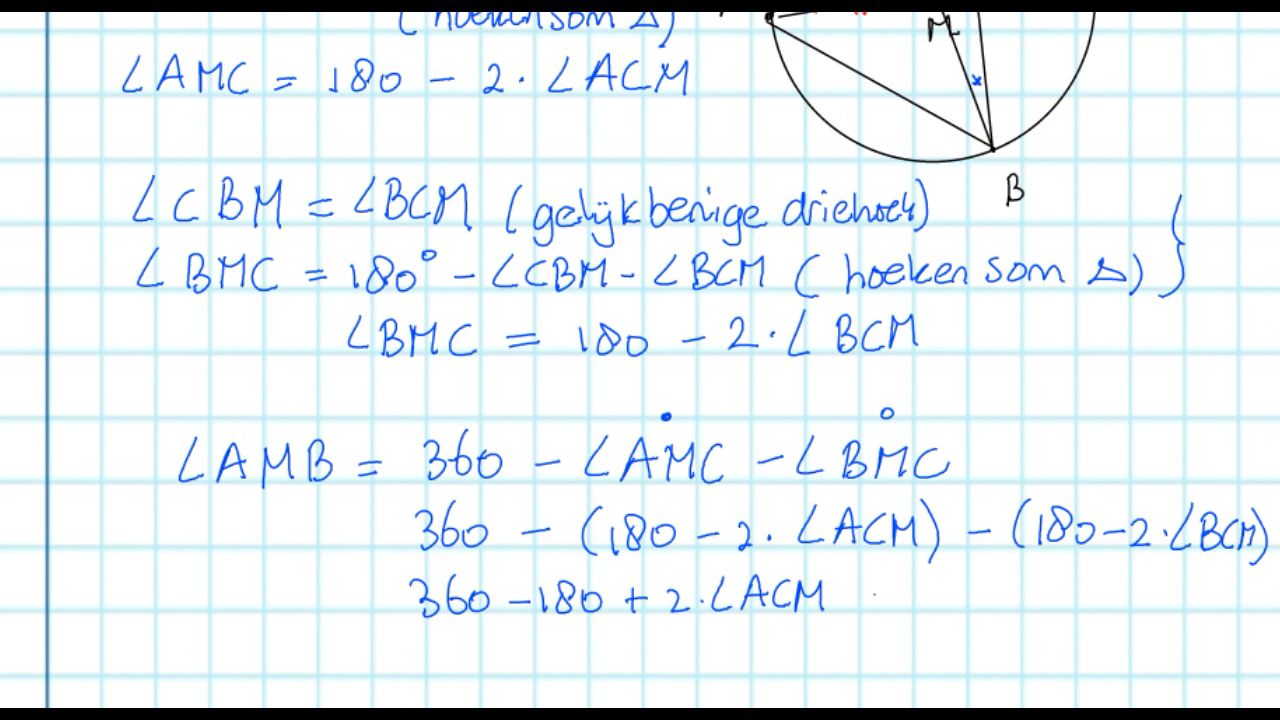 (hoekensom Δ)
M
∠AMC = 180 - 2 · ∠ACM
x
B
∠CBM = ∠BCM (gelijkbenige driehoek)
∠BMC = 180° - ∠CBM - ∠BCM (hoekensom Δ)
∠BMC = 180 - 2 · ∠BCM
∠AMB = 360 - ∠AMC - ∠BMC
360 - (180 - 2 · ∠ACM) - (180 - 2 · ∠BCM)
360 - 180 + 2 · ∠ACM